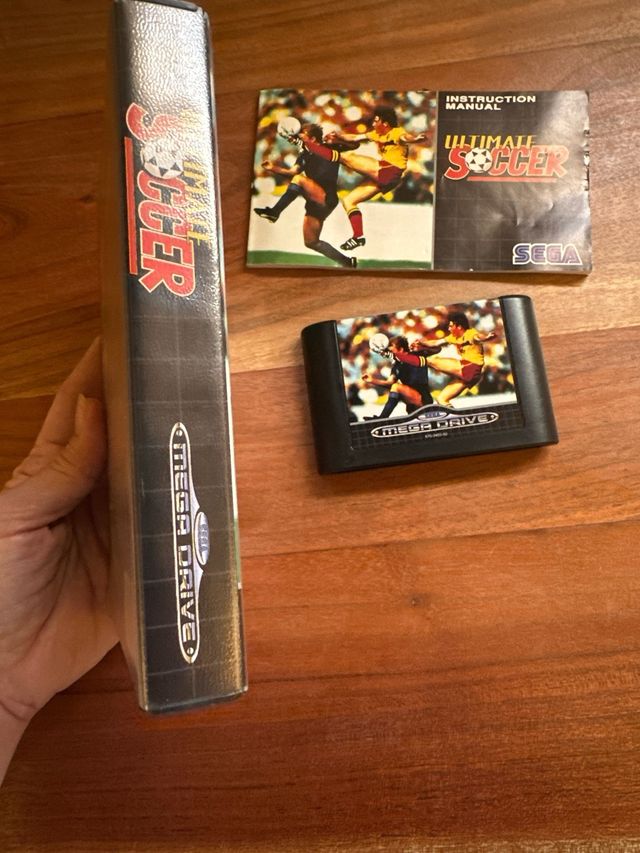 ULTIMATE
SOCCER
SEGA
MEGA DRIVE
INSTRUCTION
MANUAL
ULTIMATE
SOCCER
SEGA
SEGA
MEGA DRIVE